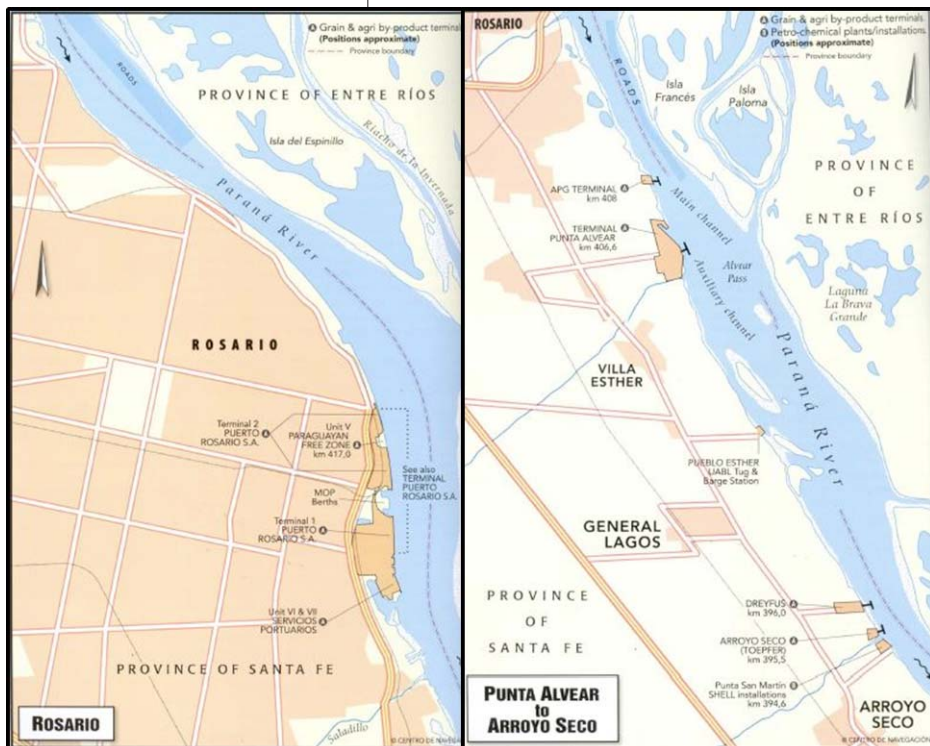 Ⓐ Grain & agri by-product terminal
(Positions approximate)
Province boundary
ROADS
PROVINCE OF ENTRE RÍOS
Isla del Espinillo
Riacho de la Invernada
Paraná River
ROSARIO
Terminal 2 Ⓐ
PUERTO
ROSARIO S.A.
Unit V
PARAGUAYAN Ⓐ
FREE ZONE
km 417,0
See also
TERMINAL
PUERTO
ROSARIO S.A.
MOP
Berths
Terminal 1 Ⓐ
PUERTO
ROSARIO S.A.
Unit VI & VII
SERVICIOS Ⓐ
PORTUARIOS
PROVINCE OF SANTA FE
Saladillo
ROSARIO
© CENTRO DE NAVEGA
ROSARIO
Ⓐ Grain & agri by-product terminals
Ⓑ Petro-chemical plants/installations
(Positions approximate)
Province boundary
ROADS
Isla
Francés
Isla
Paloma
PROVINCE
OF
ENTRE RÍOS
APG TERMINAL Ⓐ
km 408
Main channel
TERMINAL Ⓐ
PUNTA ALVEAR
km 406,6
Auxiliary channel
Alvear
Pass
Laguna
La Brava
Grande
Paraná River
VILLA
ESTHER
PUEBLO ESTHER
UABL Tug &
Barge Station
GENERAL
LAGOS
PROVINCE
OF
SANTA FE
DREYFUS Ⓐ
km 396,0
ARROYO SECO Ⓐ
(TOEPFER)
km 395,5
Punta San Martín Ⓑ
SHELL installations
km 394,6
ARROYO
SECO
PUNTA ALVEAR
to
ARROYO SECO
© CENTRO DE NAVEGACIÓN